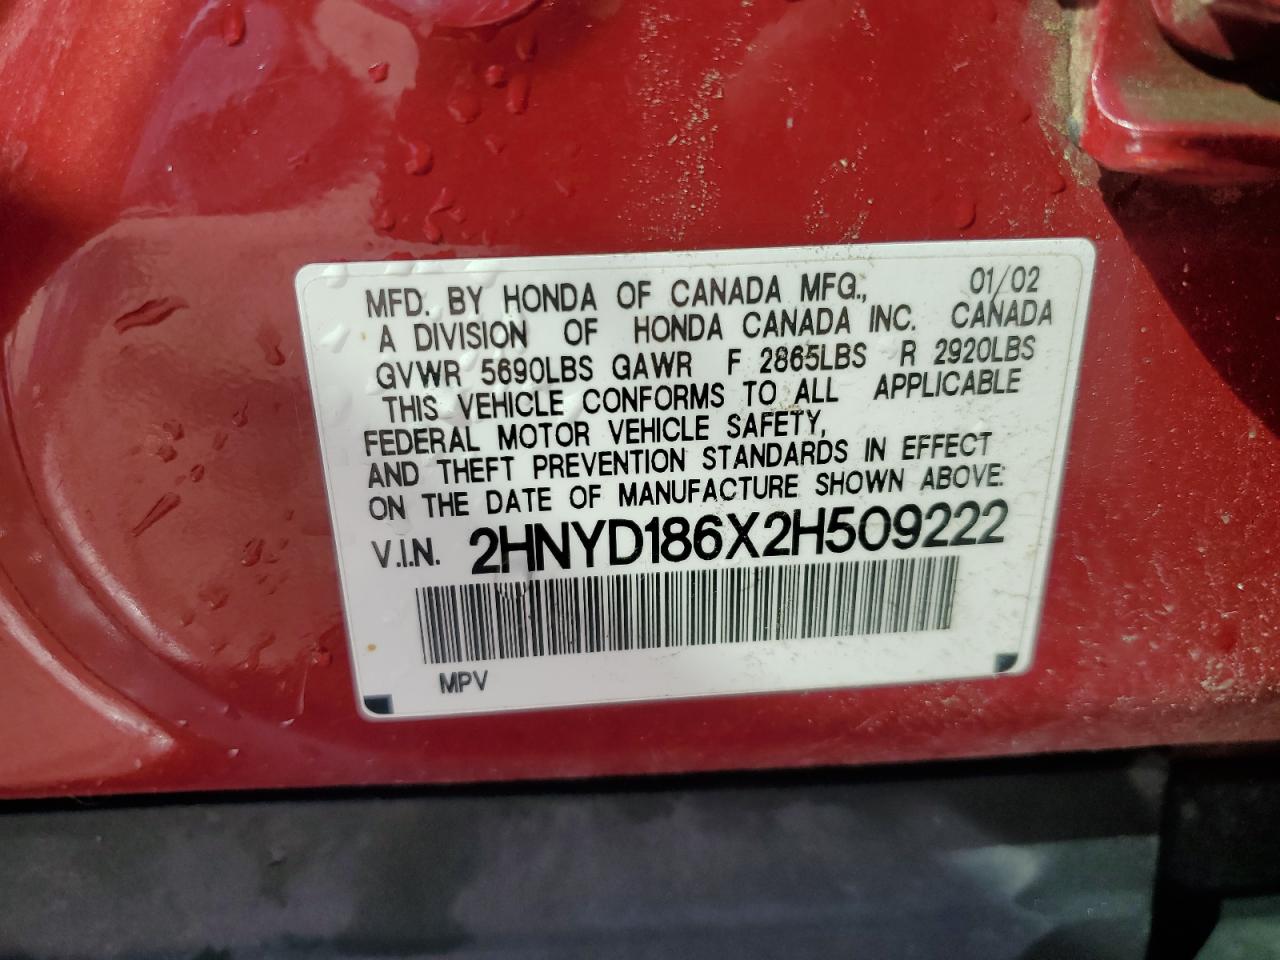 MFD. BY HONDA OF CANADA MFG., 01/02
A DIVISION OF HONDA CANADA INC. CANADA
GVWR 5690LBS GAWR F 2865LBS R 2920LBS
THIS VEHICLE CONFORMS TO ALL APPLICABLE
FEDERAL MOTOR VEHICLE SAFETY,
AND THEFT PREVENTION STANDARDS IN EFFECT
ON THE DATE OF MANUFACTURE SHOWN ABOVE:
V.I.N. 2HNYD186X2H509222
MPV